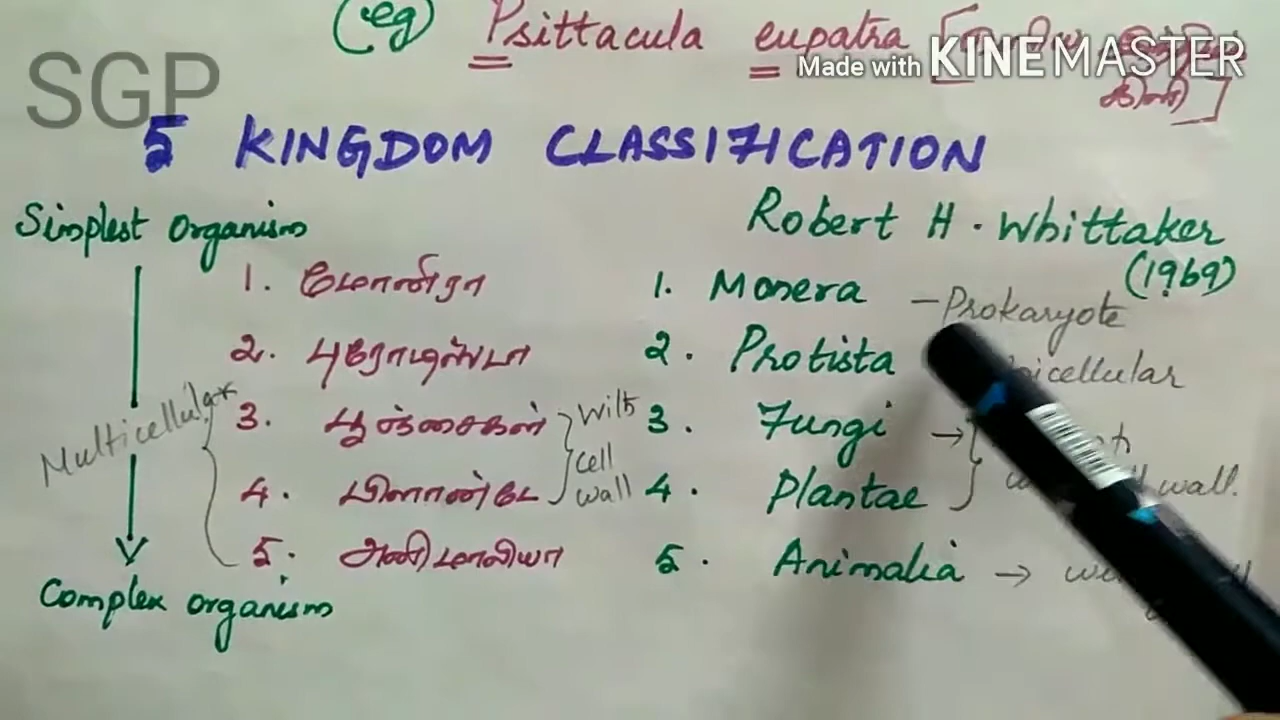 (eg) Psittacula eupatra
Made with KINEMASTER
SGP
5 KINGDOM CLASSIFICATION
Simplest Organism
Robert H. Whittaker
(1969)
1. மோனிரா 1. Monera - Prokaryote
2. புரோடிஸ்டா 2. Protista
Multicellular
3. பூஞ்சைகள் With 3. Fungi →
cell
4. பிளாண்டே wall 4. Plantae wall.
5. அனிமாலியா 5. Animalia →
Complex organism